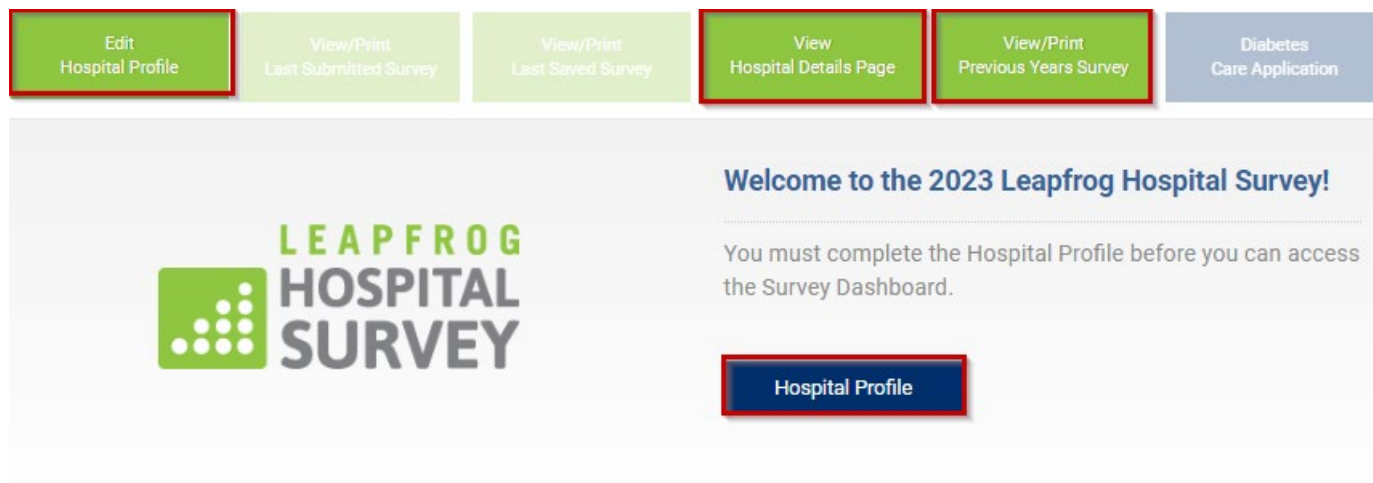 Edit
Hospital Profile
View/Print
Last Submitted Survey
View/Print
Last Saved Survey
View
Hospital Details Page
View/Print
Previous Years Survey
Diabetes
Care Application
LEAPFROG
HOSPITAL
SURVEY
Welcome to the 2023 Leapfrog Hospital Survey!
You must complete the Hospital Profile before you can access
the Survey Dashboard.
Hospital Profile